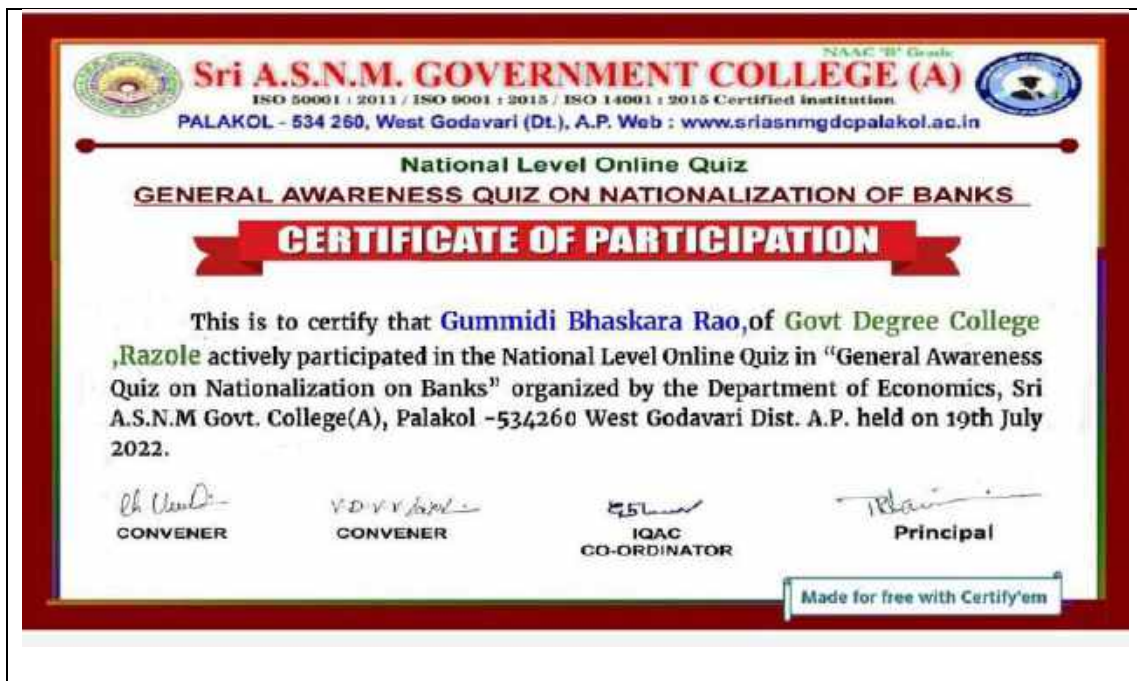 NAAC 'B' Grade
Sri A.S.N.M. GOVERNMENT COLLEGE (A)
ISO 50001 : 2011 / ISO 9001 : 2015 / ISO 14001 : 2015 Certified institution
PALAKOL - 534 260, West Godavari (Dt.), A.P. Web : www.sriasnmgdcpalakol.ac.in
National Level Online Quiz
GENERAL AWARENESS QUIZ ON NATIONALIZATION OF BANKS
CERTIFICATE OF PARTICIPATION
This is to certify that Gummidi Bhaskara Rao,of Govt Degree College
,Razole actively participated in the National Level Online Quiz in "General Awareness
Quiz on Nationalization on Banks" organized by the Department of Economics, Sri
A.S.N.M Govt. College(A), Palakol -534260 West Godavari Dist. A.P. held on 19th July
2022.
CONVENER CONVENER IQAC CO-ORDINATOR Principal
Made for free with Certify'em